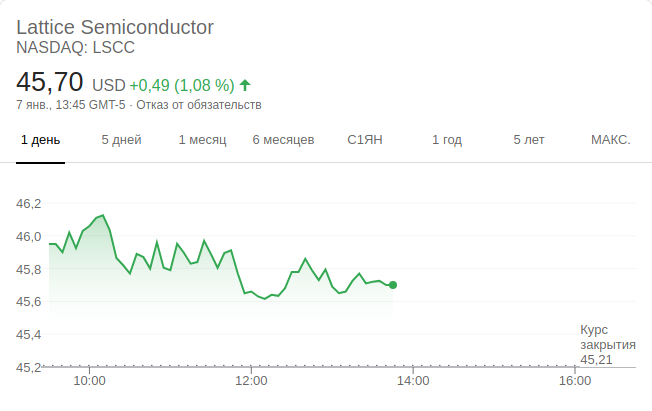 Lattice Semiconductor
NASDAQ: LSCC
45,70 USD +0,49 (1,08 %)
7 янв., 13:45 GMT-5 · Отказ от обязательств
1 день 5 дней 1 месяц 6 месяцев С1ЯН 1 год 5 лет МАКС.
46,2
46,0
45,8
45,6
45,4
Курс
закрытия
45,21
45,2
10:00 12:00 14:00 16:00